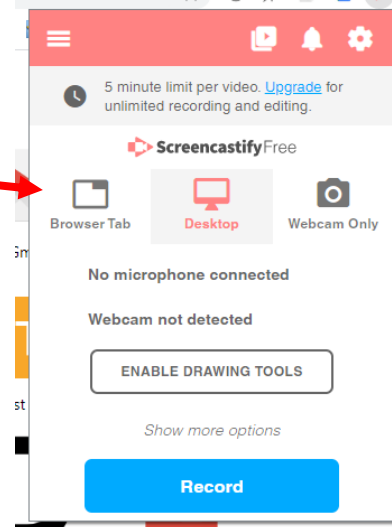 5 minute limit per video. Upgrade for
unlimited recording and editing.
ScreencastifyFree
Browser Tab Desktop Webcam Only
No microphone connected
Webcam not detected
ENABLE DRAWING TOOLS
Show more options
Record